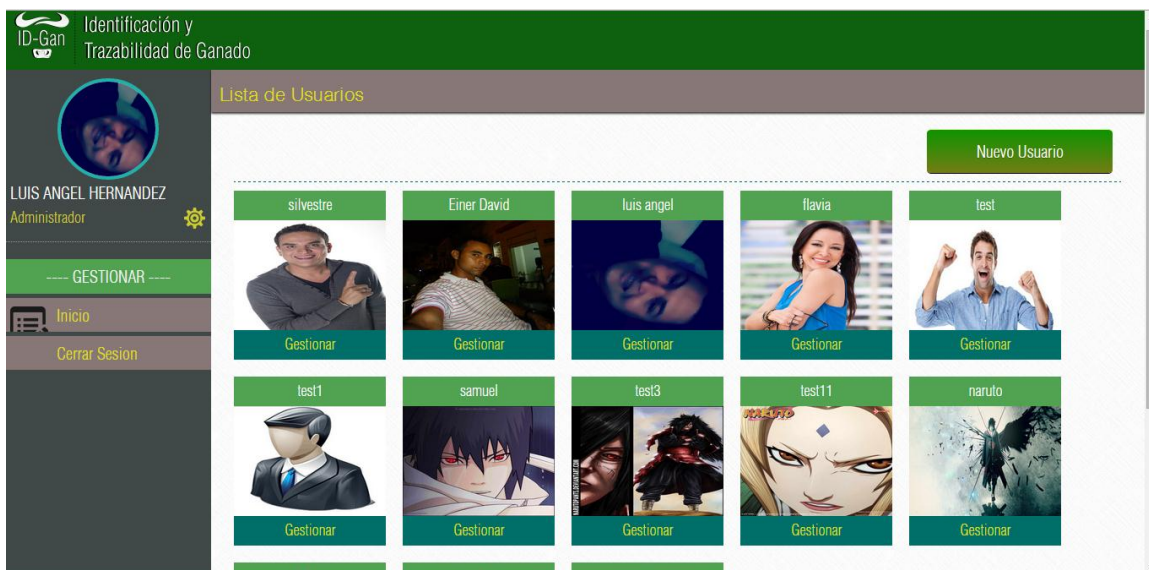 ID-Gan
Identificación y
Trazabilidad de Ganado
LUIS ANGEL HERNANDEZ
Administrador
---- GESTIONAR ----
Inicio
Cerrar Sesion
Lista de Usuarios
Nuevo Usuario
silvestre
Einer David
luis angel
flavia
test
Gestionar
Gestionar
Gestionar
Gestionar
Gestionar
test1
samuel
test3
test11
naruto
NARUTO
Gestionar
Gestionar
Gestionar
Gestionar
Gestionar